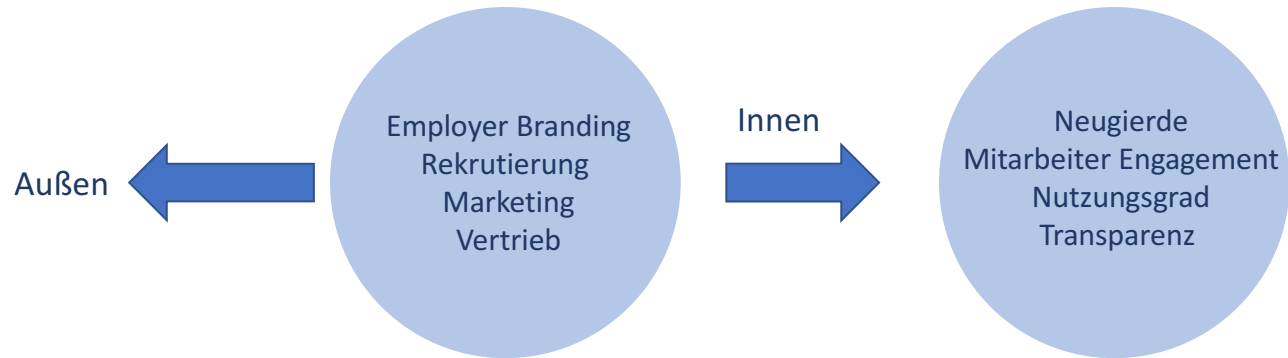 Außen
Employer Branding
Rekrutierung
Marketing
Vertrieb
Innen
Neugierde
Mitarbeiter Engagement
Nutzungsgrad
Transparenz